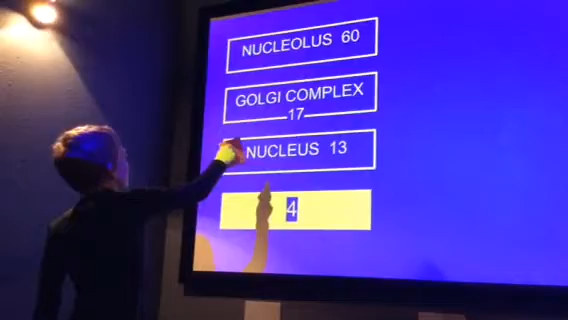 NUCLEOLUS 60
GOLGI COMPLEX
17
NUCLEUS 13
4